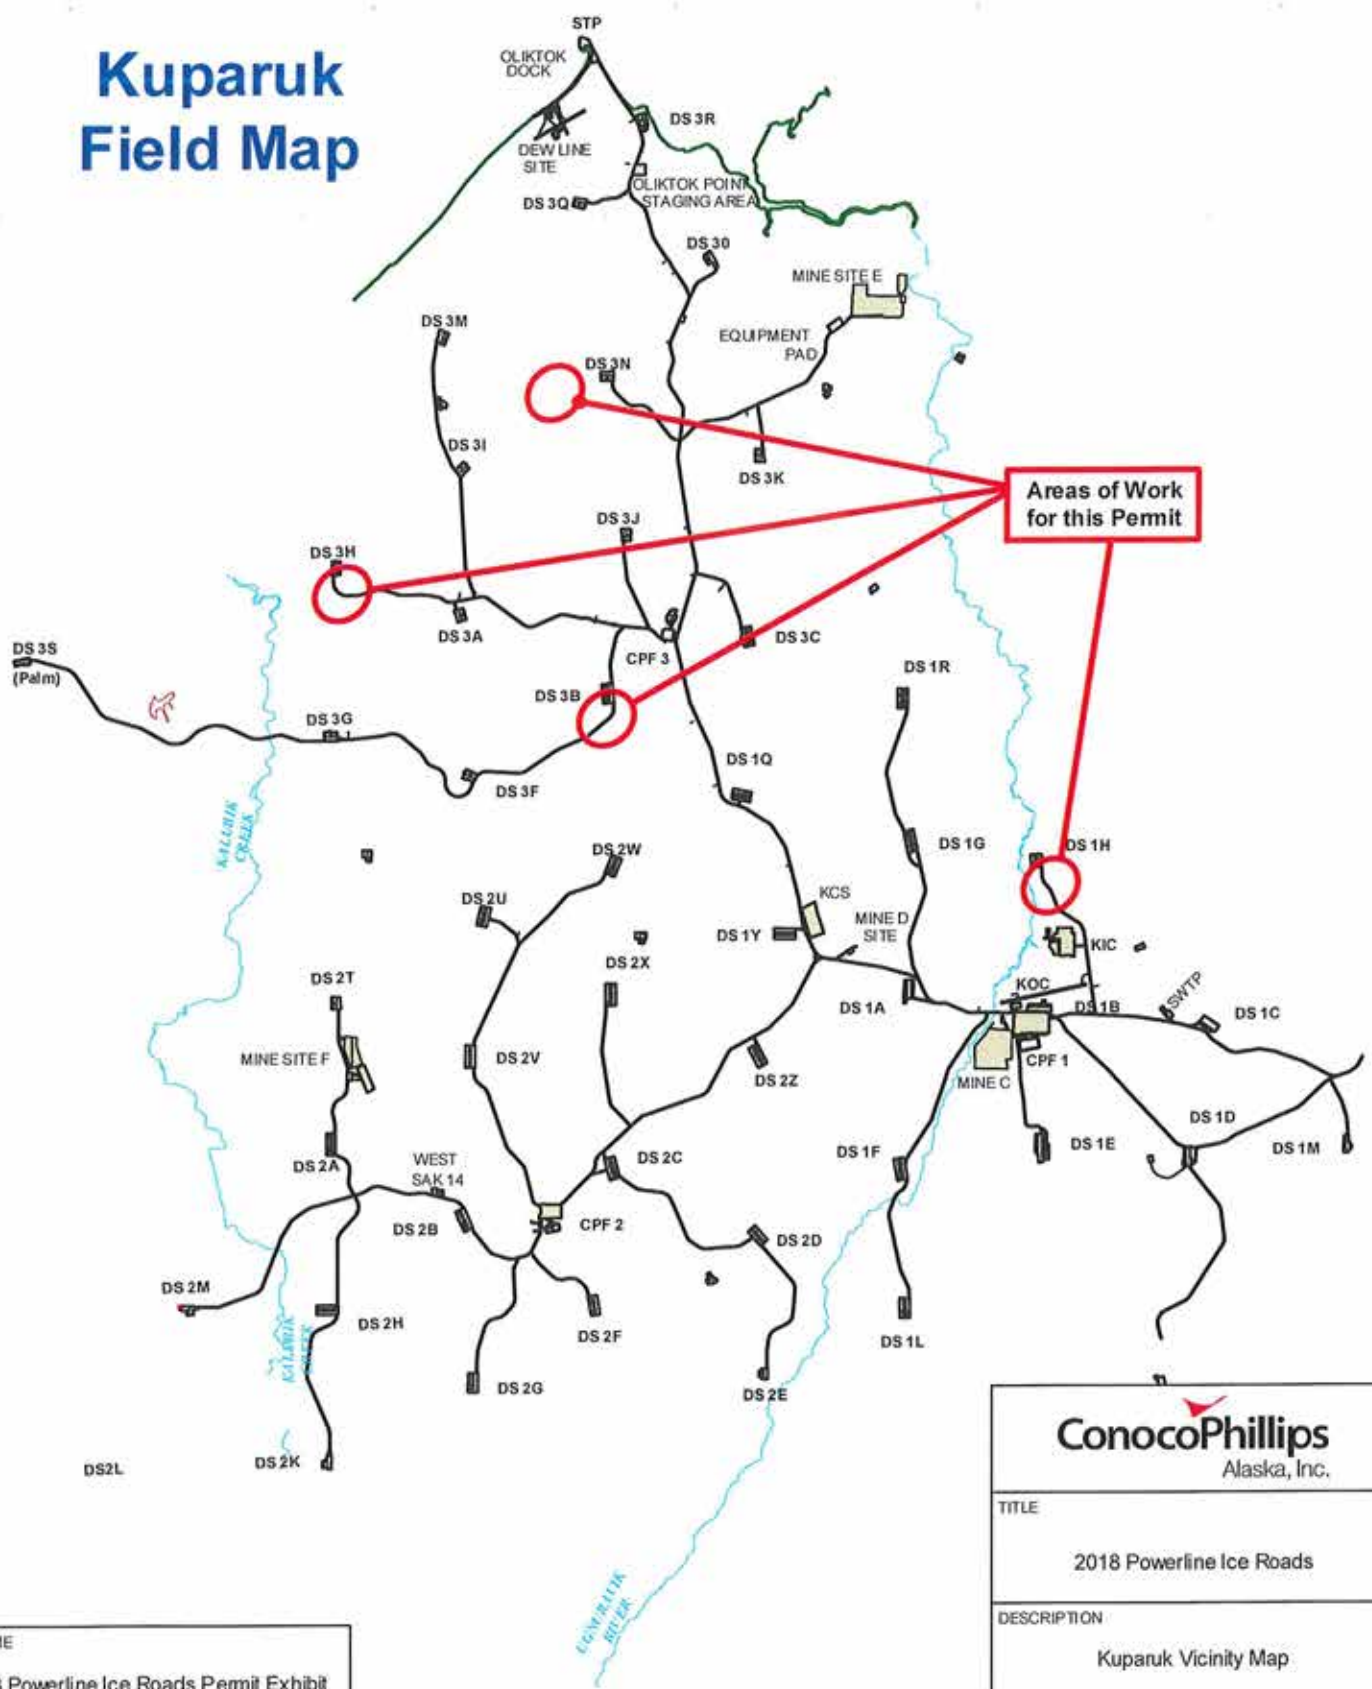 Kuparuk
Field Map
STP
OLIKTOK
DOCK
DS 3R
DEW LINE
SITE
OLIKTOK POINT
STAGING AREA
DS 3Q
DS 30
MINE SITE E
DS 3M
EQUIPMENT
PAD
DS 3N
DS 3I
DS 3K
Areas of Work
for this Permit
DS 3J
DS 3H
DS 3A
DS 3C
CPF 3
DS 3S
(Palm)
DS 1R
DS 3B
DS 3G
DS 1Q
DS 3F
KALUBIK
CREEK
DS 2W
DS 1G
DS 1H
DS 2U
KCS
MINE D
SITE
DS 1Y
KIC
DS 2X
DS 2T
KOC
SWTP
DS 1A
DS 1B
DS 1C
MINE SITE F
DS 2V
CPF 1
DS 2Z
MINE C
DS 1D
DS 1E
DS 1M
DS 1F
DS 2C
DS 2A
WEST
SAK 14
DS 2B
CPF 2
DS 2D
DS 2M
DS 2H
KALUBIK
CREEK
DS 2F
DS 1L
DS 2G
DS 2E
DS 2K
DS2L
ConocoPhillips
Alaska, Inc.
TITLE
2018 Powerline Ice Roads
UGNURAVIK
RIVER
DESCRIPTION
Kuparuk Vicinity Map
Powerline Ice Roads Permit Exhibit